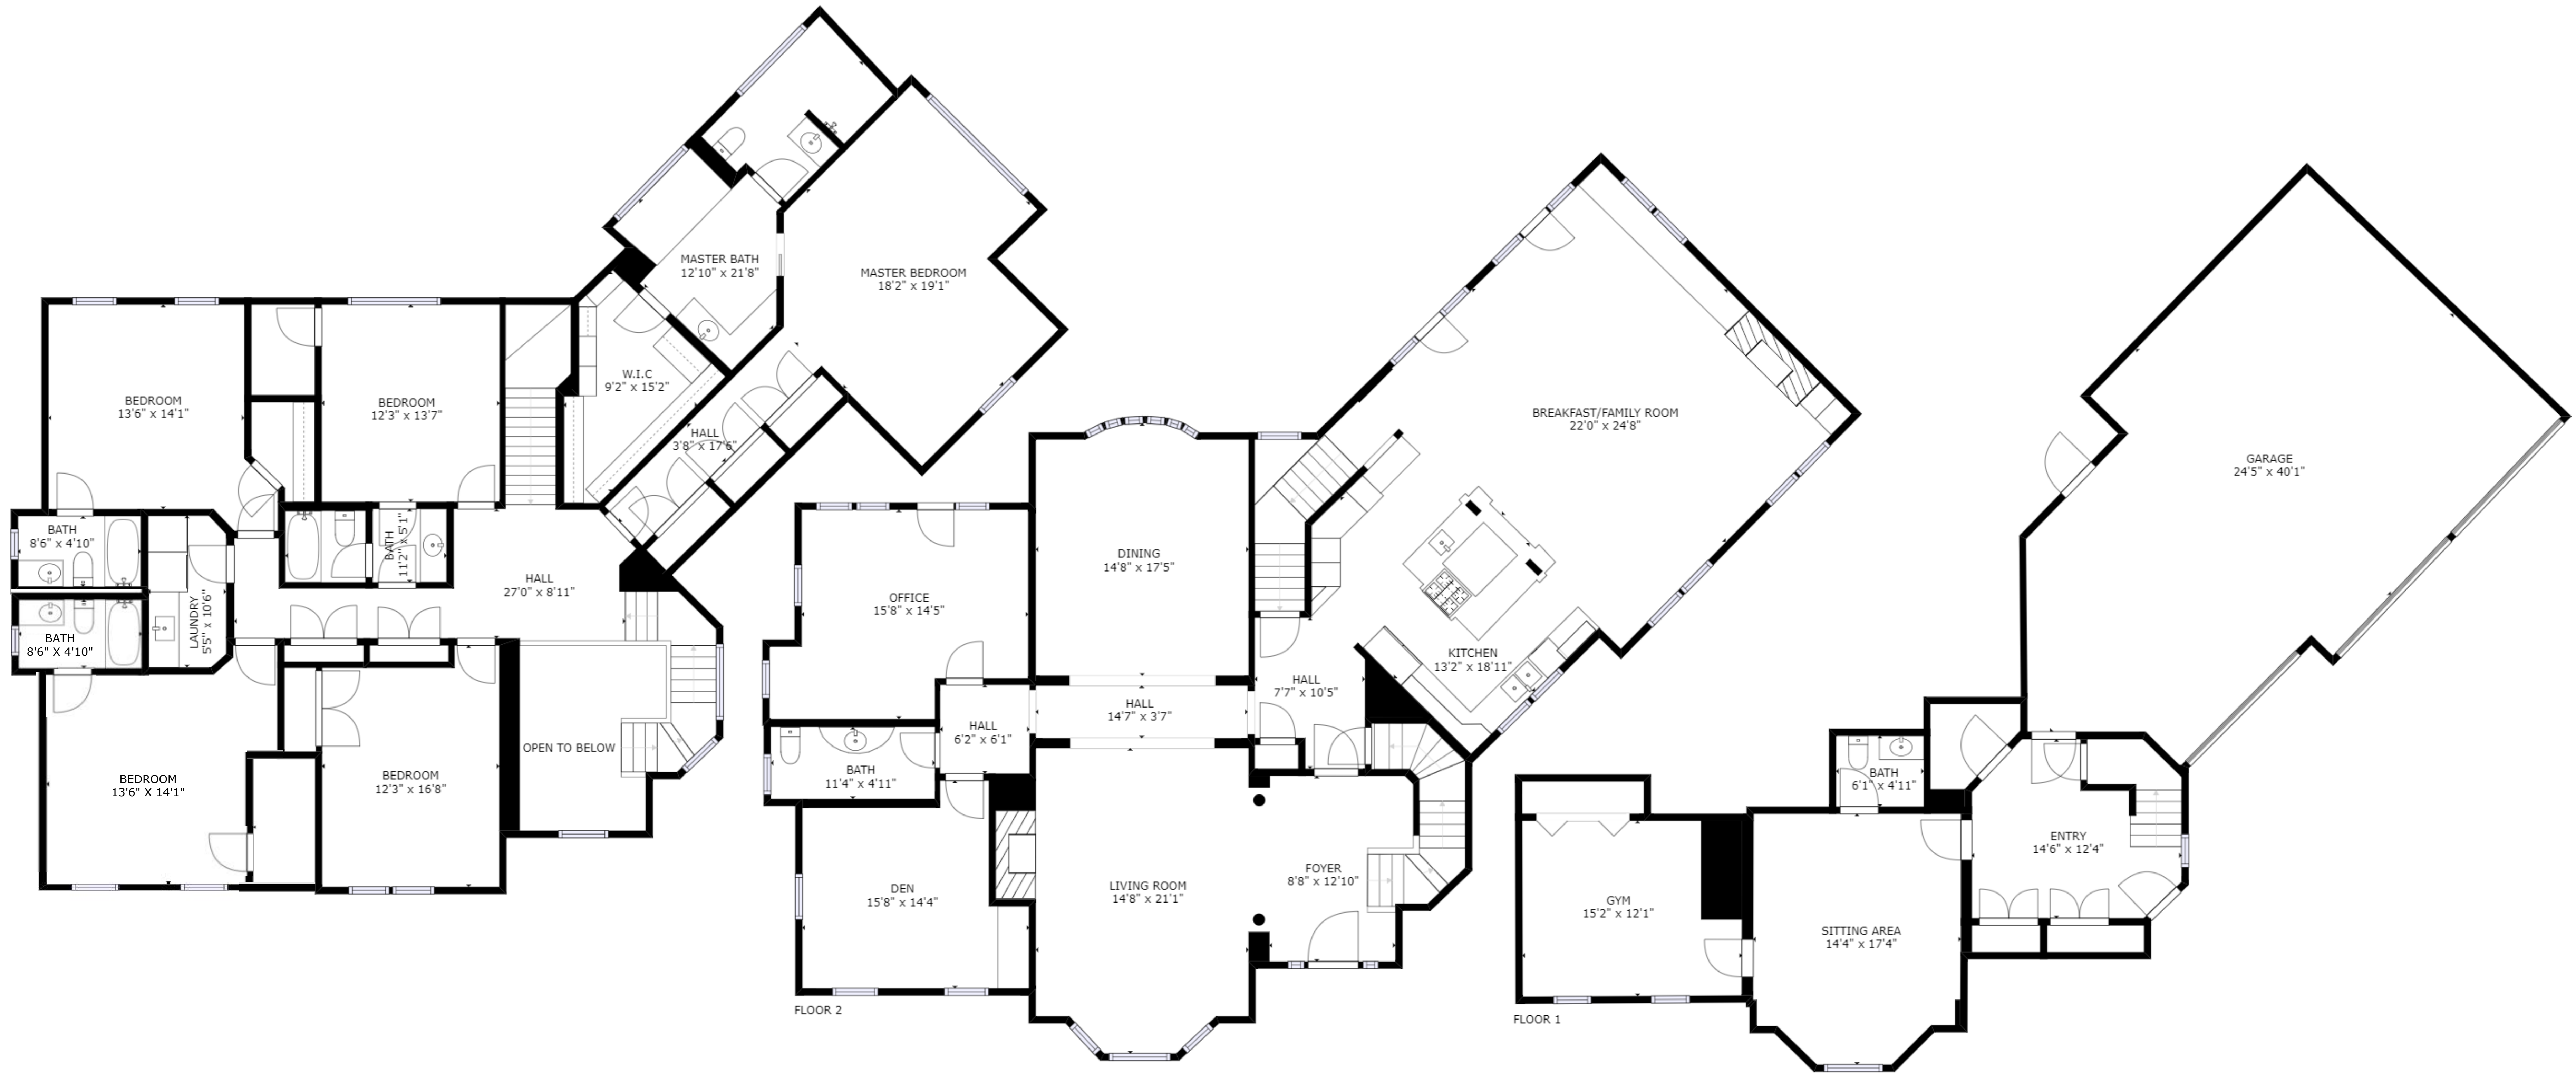 MASTER BATH
12'10" x 21'8"
MASTER BEDROOM
18'2" x 19'1"
W.I.C
9'2" x 15'2"
BEDROOM
13'6" x 14'1"
BEDROOM
12'3" x 13'7"
HALL
3'8" x 17'6"
BATH
8'6" x 4'10"
BATH
11'2" x 5'1"
HALL
27'0" x 8'11"
LAUNDRY
5'5" x 10'6"
BATH
8'6" X 4'10"
OPEN TO BELOW
BEDROOM
13'6" X 14'1"
BEDROOM
12'3" x 16'8"
BREAKFAST/FAMILY ROOM
22'0" x 24'8"
DINING
14'8" x 17'5"
OFFICE
15'8" x 14'5"
KITCHEN
13'2" x 18'11"
HALL
7'7" x 10'5"
HALL
14'7" x 3'7"
HALL
6'2" x 6'1"
BATH
11'4" x 4'11"
FOYER
8'8" x 12'10"
LIVING ROOM
14'8" x 21'1"
DEN
15'8" x 14'4"
FLOOR 2
GARAGE
24'5" x 40'1"
BATH
6'1" x 4'11"
ENTRY
14'6" x 12'4"
GYM
15'2" x 12'1"
SITTING AREA
14'4" x 17'4"
FLOOR 1